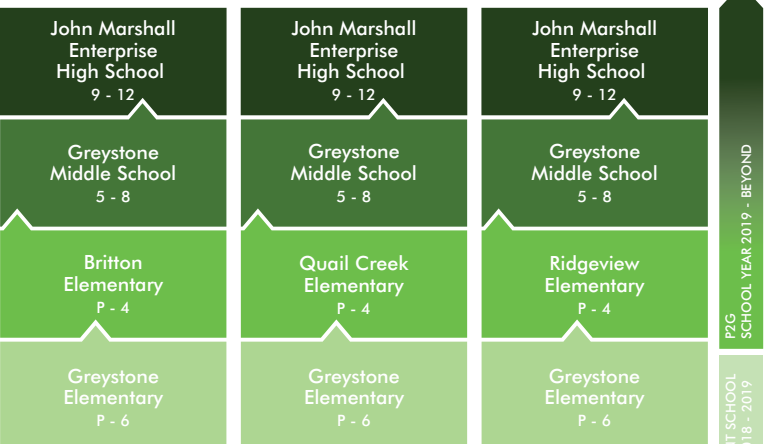 John Marshall
Enterprise
High School
9 - 12
Greystone
Middle School
5 - 8
Britton
Elementary
P - 4
Greystone
Elementary
P - 6
John Marshall
Enterprise
High School
9 - 12
Greystone
Middle School
5 - 8
Quail Creek
Elementary
P - 4
Greystone
Elementary
P - 6
John Marshall
Enterprise
High School
9 - 12
Greystone
Middle School
5 - 8
Ridgeview
Elementary
P - 4
Greystone
Elementary
P - 6
P2G
SCHOOL YEAR 2019 - BEYOND
SCHOOL
2019